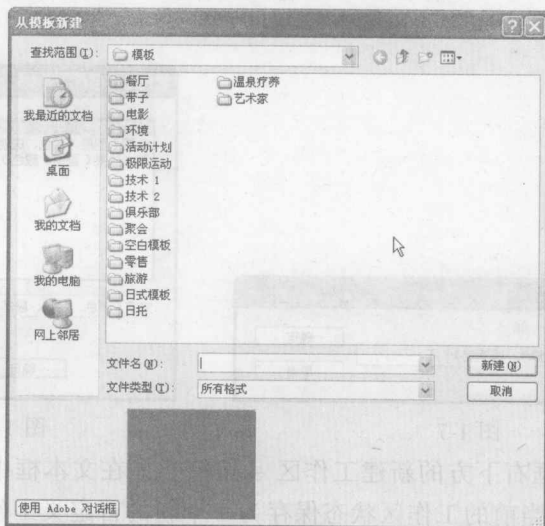 从模板新建
查找范围(I): 模板
我最近的文档
桌面
我的文档
我的电脑
网上邻居
餐厅
带子
电影
环境
活动计划
极限运动
技术 1
技术 2
俱乐部
聚会
空白模板
零售
旅游
日式模板
日托
温泉疗养
艺术家
文件名(N):
新建(N)
文件类型(T): 所有格式
取消
使用 Adobe 对话框